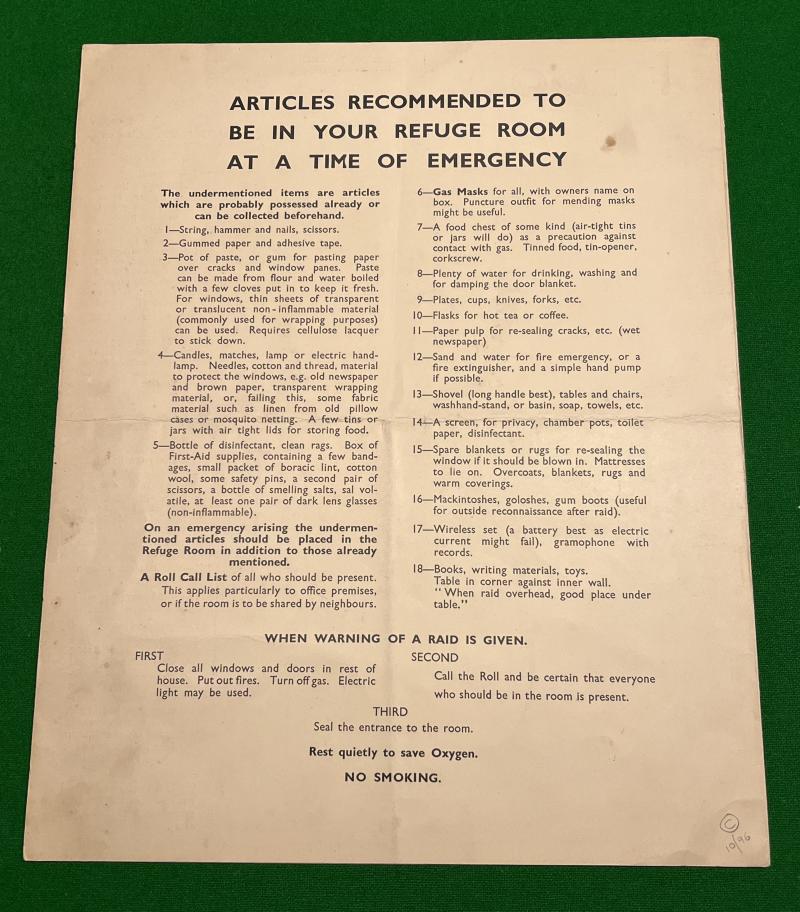 ARTICLES RECOMMENDED TO
BE IN YOUR REFUGE ROOM
AT A TIME OF EMERGENCY
The undermentioned items are articles
which are probably possessed already or
can be collected beforehand.
1—String, hammer and nails, scissors.
2—Gummed paper and adhesive tape.
3—Pot of paste, or gum for pasting paper
over cracks and window panes. Paste
can be made from flour and water boiled
with a few cloves put in to keep it fresh.
For windows, thin sheets of transparent
or translucent non-inflammable material
(commonly used for wrapping purposes)
can be used. Requires cellulose lacquer
to stick down.
4—Candles, matches, lamp or electric hand-
lamp. Needles, cotton and thread, material
to protect the windows, e.g. old newspaper
and brown paper, transparent wrapping
material, or, failing this, some fabric
material such as linen from old pillow
cases or mosquito netting. A few tins or
jars with air tight lids for storing food.
5—Bottle of disinfectant, clean rags. Box of
First-Aid supplies, containing a few band-
ages, small packet of boracic lint, cotton
wool, some safety pins, a second pair of
scissors, a bottle of smelling salts, sal vol-
atile, at least one pair of dark lens glasses
(non-inflammable).
On an emergency arising the undermen-
tioned articles should be placed in the
Refuge Room in addition to those already
mentioned.
A Roll Call List of all who should be present.
This applies particularly to office premises,
or if the room is to be shared by neighbours.
6—Gas Masks for all, with owners name on
box. Puncture outfit for mending masks
might be useful.
7—A food chest of some kind (air-tight tins
or jars will do) as a precaution against
contact with gas. Tinned food, tin-opener,
corkscrew.
8—Plenty of water for drinking, washing and
for damping the door blanket.
9—Plates, cups, knives, forks, etc.
10—Flasks for hot tea or coffee.
11—Paper pulp for re-sealing cracks, etc. (wet
newspaper)
12—Sand and water for fire emergency, or a
fire extinguisher, and a simple hand pump
if possible.
13—Shovel (long handle best), tables and chairs,
washhand-stand, or basin, soap, towels, etc.
14—A screen, for privacy, chamber pots, toilet
paper, disinfectant.
15—Spare blankets or rugs for re-sealing the
window if it should be blown in. Mattresses
to lie on. Overcoats, blankets, rugs and
warm coverings.
16—Mackintoshes, goloshes, gum boots (useful
for outside reconnaissance after raid).
17—Wireless set (a battery best as electric
current might fail), gramophone with
records.
18—Books, writing materials, toys.
Table in corner against inner wall.
"When raid overhead, good place under
table."
WHEN WARNING OF A RAID IS GIVEN.
FIRST
Close all windows and doors in rest of
house. Put out fires. Turn off gas. Electric
light may be used.
SECOND
Call the Roll and be certain that everyone
who should be in the room is present.
THIRD
Seal the entrance to the room.
Rest quietly to save Oxygen.
NO SMOKING.
©
10/96